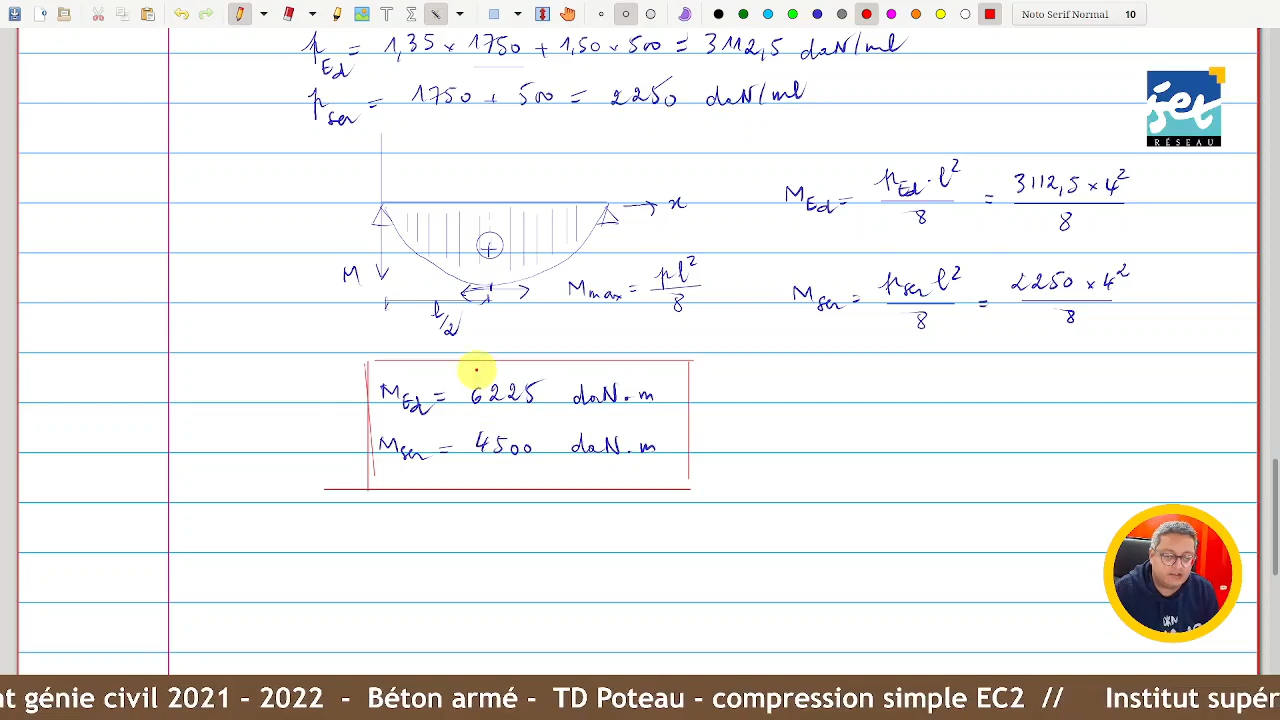 Noto Serif Normal 10
p_Ed = 1,35 × 1750 + 1,50 × 500 = 3112,5 daN/ml
p_ser = 1750 + 500 = 2250 daN/ml
iset
RÉSEAU
M_Ed = p_Ed · l² / 8 = 3112,5 × 4² / 8
x
+
M
M_max = pl² / 8
l/2
M_ser = p_ser l² / 8 = 2250 × 4² / 8
M_Ed = 6225 daN.m
M_ser = 4500 daN.m
nt génie civil 2021 - 2022 - Béton armé - TD Poteau - compression simple EC2 // Institut supér